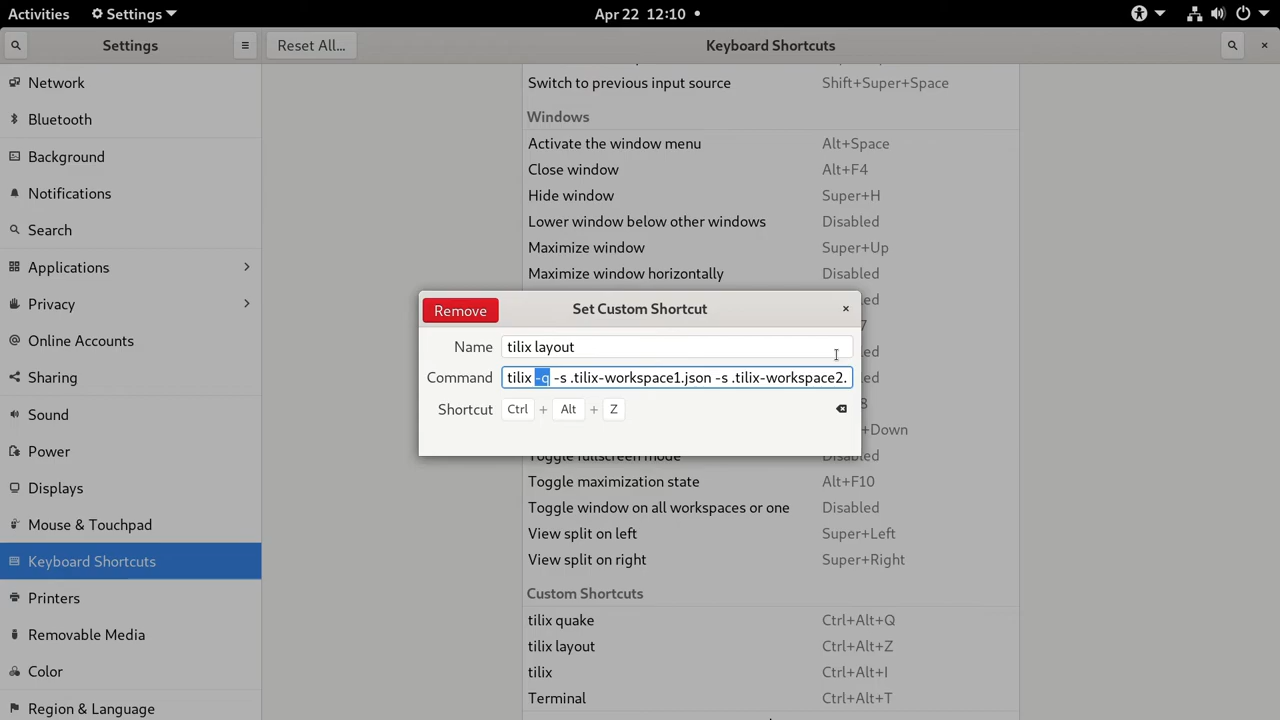 Activities Settings Apr 22 12:10
Settings Reset All... Keyboard Shortcuts
Network
Bluetooth
Background
Notifications
Search
Applications
Privacy
Online Accounts
Sharing
Sound
Power
Displays
Mouse & Touchpad
Keyboard Shortcuts
Printers
Removable Media
Color
Region & Language
Switch to previous input source Shift+Super+Space
Windows
Activate the window menu Alt+Space
Close window Alt+F4
Hide window Super+H
Lower window below other windows Disabled
Maximize window Super+Up
Maximize window horizontally Disabled
Set Custom Shortcut
Remove
Name tilix layout
Command tilix -q -s .tilix-workspace1.json -s .tilix-workspace2.
Shortcut Ctrl + Alt + Z
Toggle fullscreen mode Disabled
Toggle maximization state Alt+F10
Toggle window on all workspaces or one Disabled
View split on left Super+Left
View split on right Super+Right
Custom Shortcuts
tilix quake Ctrl+Alt+Q
tilix layout Ctrl+Alt+Z
tilix Ctrl+Alt+I
Terminal Ctrl+Alt+T